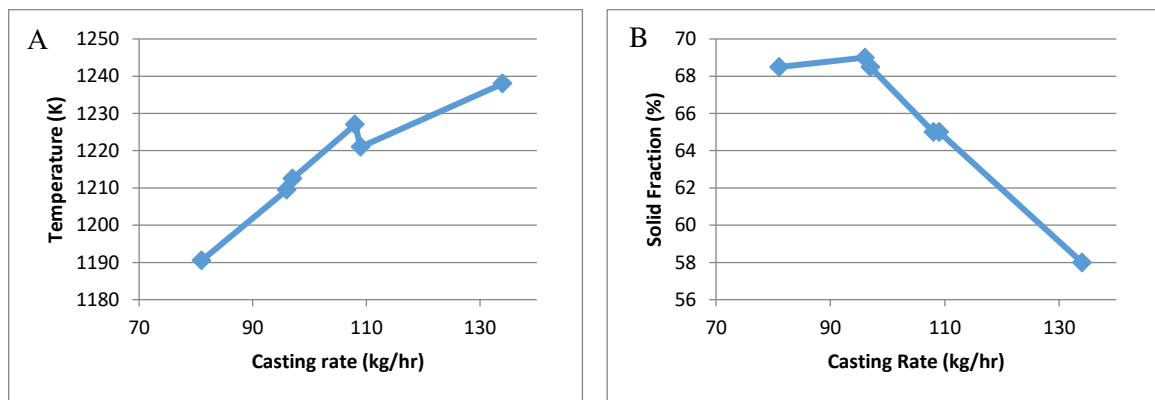 A
1250
1240
1230
1220
1210
1200
1190
1180
Temperature (K)
70 90 110 130
Casting rate (kg/hr)
B
70
68
66
64
62
60
58
56
Solid Fraction (%)
70 90 110 130
Casting Rate (kg/hr)